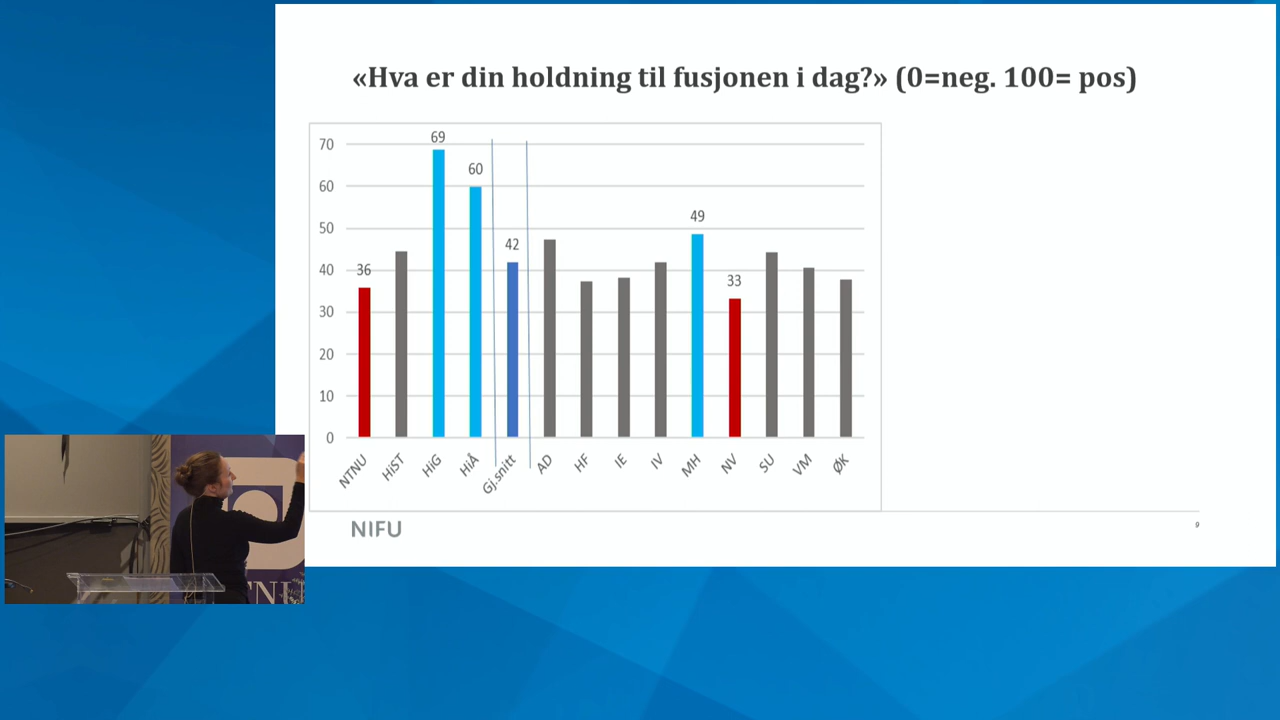 «Hva er din holdning til fusjonen i dag?» (0=neg. 100= pos)
70
60
50
40
30
20
10
0
36
69
60
42
49
33
NTNU
HiST
HiG
HiÅ
Gj.snitt
AD
HF
IE
IV
MH
NV
SU
VM
ØK
NIFU
9
TNU